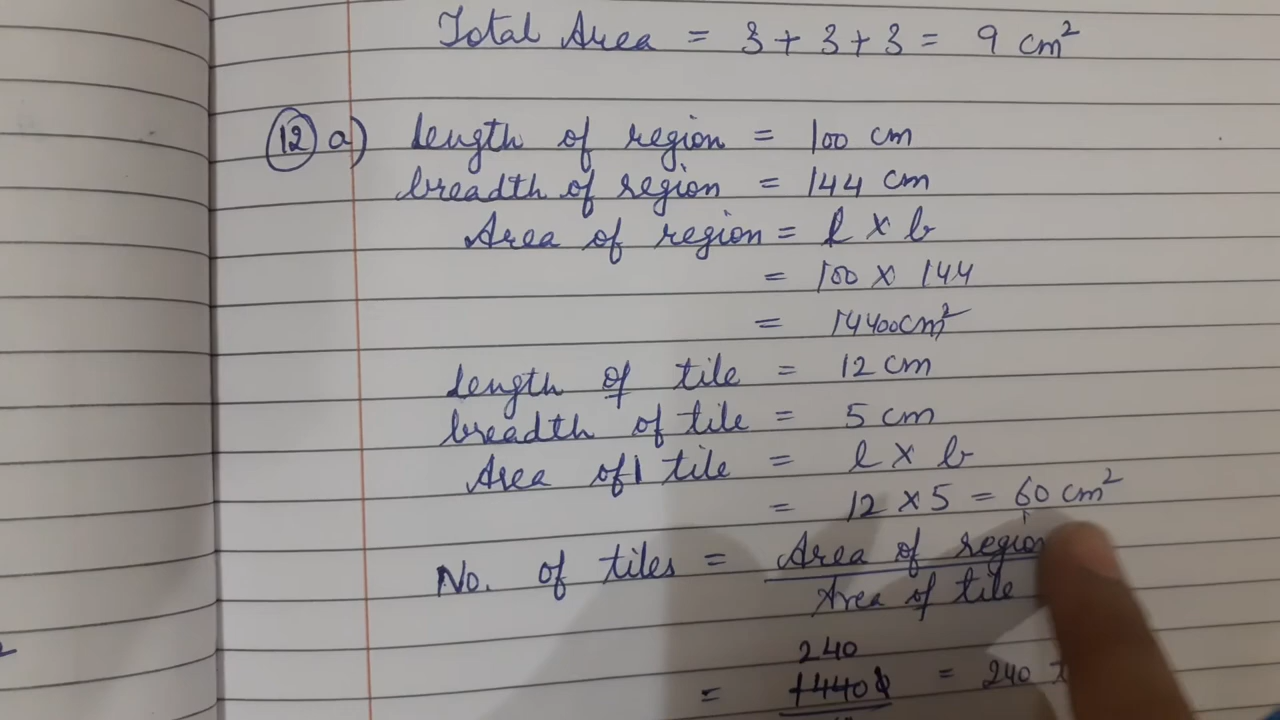 Total Area = 3 + 3 + 3 = 9 cm²
12 a) length of region = 100 cm
breadth of region = 144 cm
Area of region = l × b
= 100 × 144
= 14400cm²
length of tile = 12 cm
breadth of tile = 5 cm
Area of 1 tile = l × b
= 12 × 5 = 60 cm²
No. of tiles = Area of region
Area of tile
240
= 14400 = 240